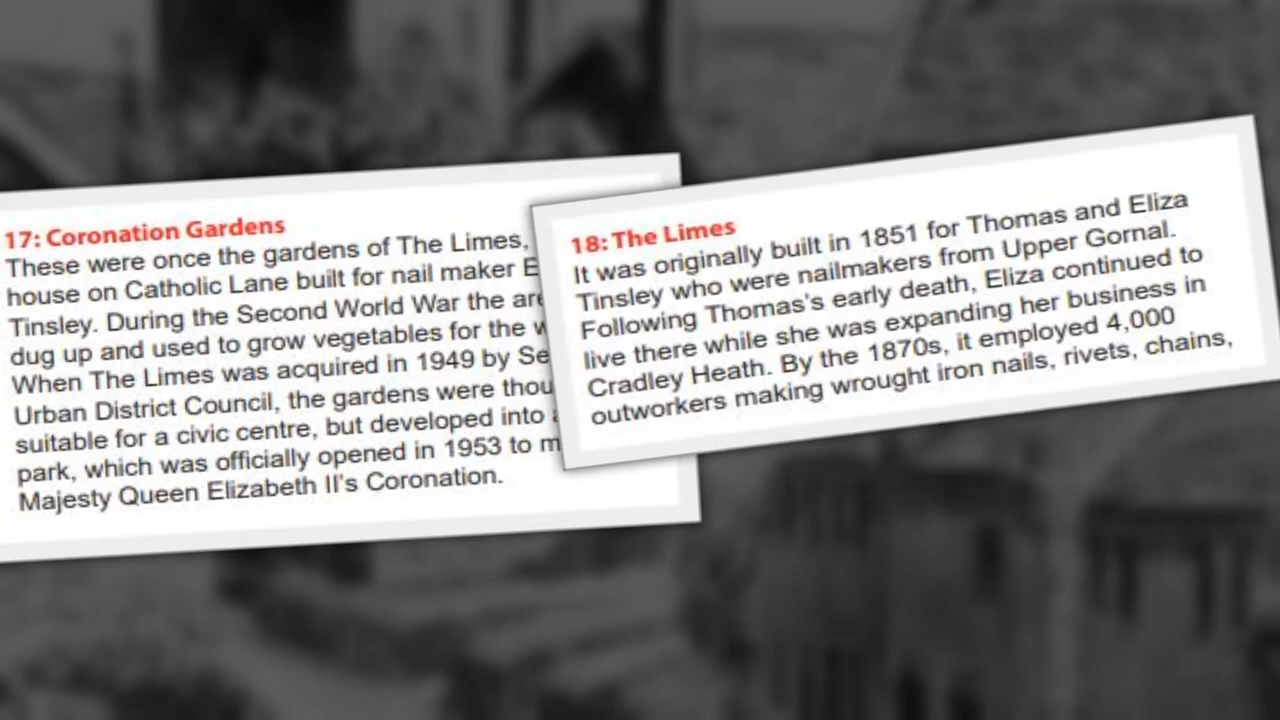 17: Coronation Gardens
These were once the gardens of The Limes,
house on Catholic Lane built for nail maker E
Tinsley. During the Second World War the are
dug up and used to grow vegetables for the w
When The Limes was acquired in 1949 by Se
Urban District Council, the gardens were thou
suitable for a civic centre, but developed into
park, which was officially opened in 1953 to m
Majesty Queen Elizabeth II's Coronation.
18: The Limes
It was originally built in 1851 for Thomas and Eliza
Tinsley who were nailmakers from Upper Gornal.
Following Thomas's early death, Eliza continued to
live there while she was expanding her business in
Cradley Heath. By the 1870s, it employed 4,000
outworkers making wrought iron nails, rivets, chains,